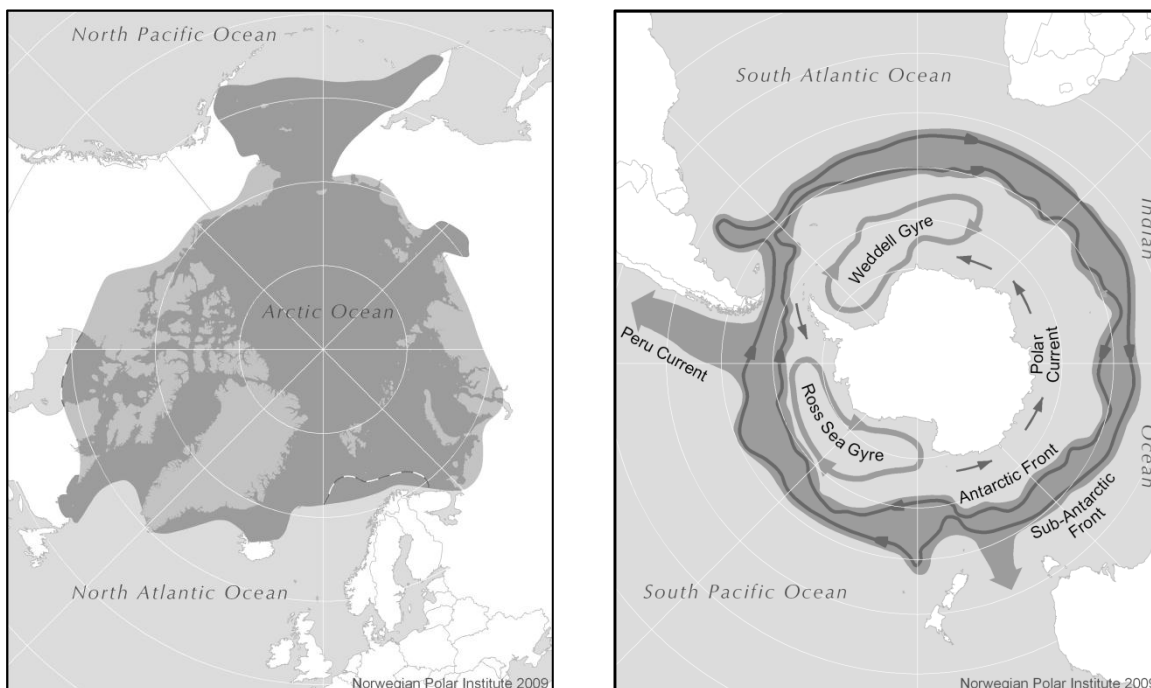 North Pacific Ocean
Arctic Ocean
North Atlantic Ocean
Norwegian Polar Institute 2009
South Atlantic Ocean
Indian
Ocean
Weddell Gyre
Peru Current
Polar
Current
Ross Sea Gyre
Antarctic Front
Sub-Antarctic
Front
South Pacific Ocean
Norwegian Polar Institute 2009